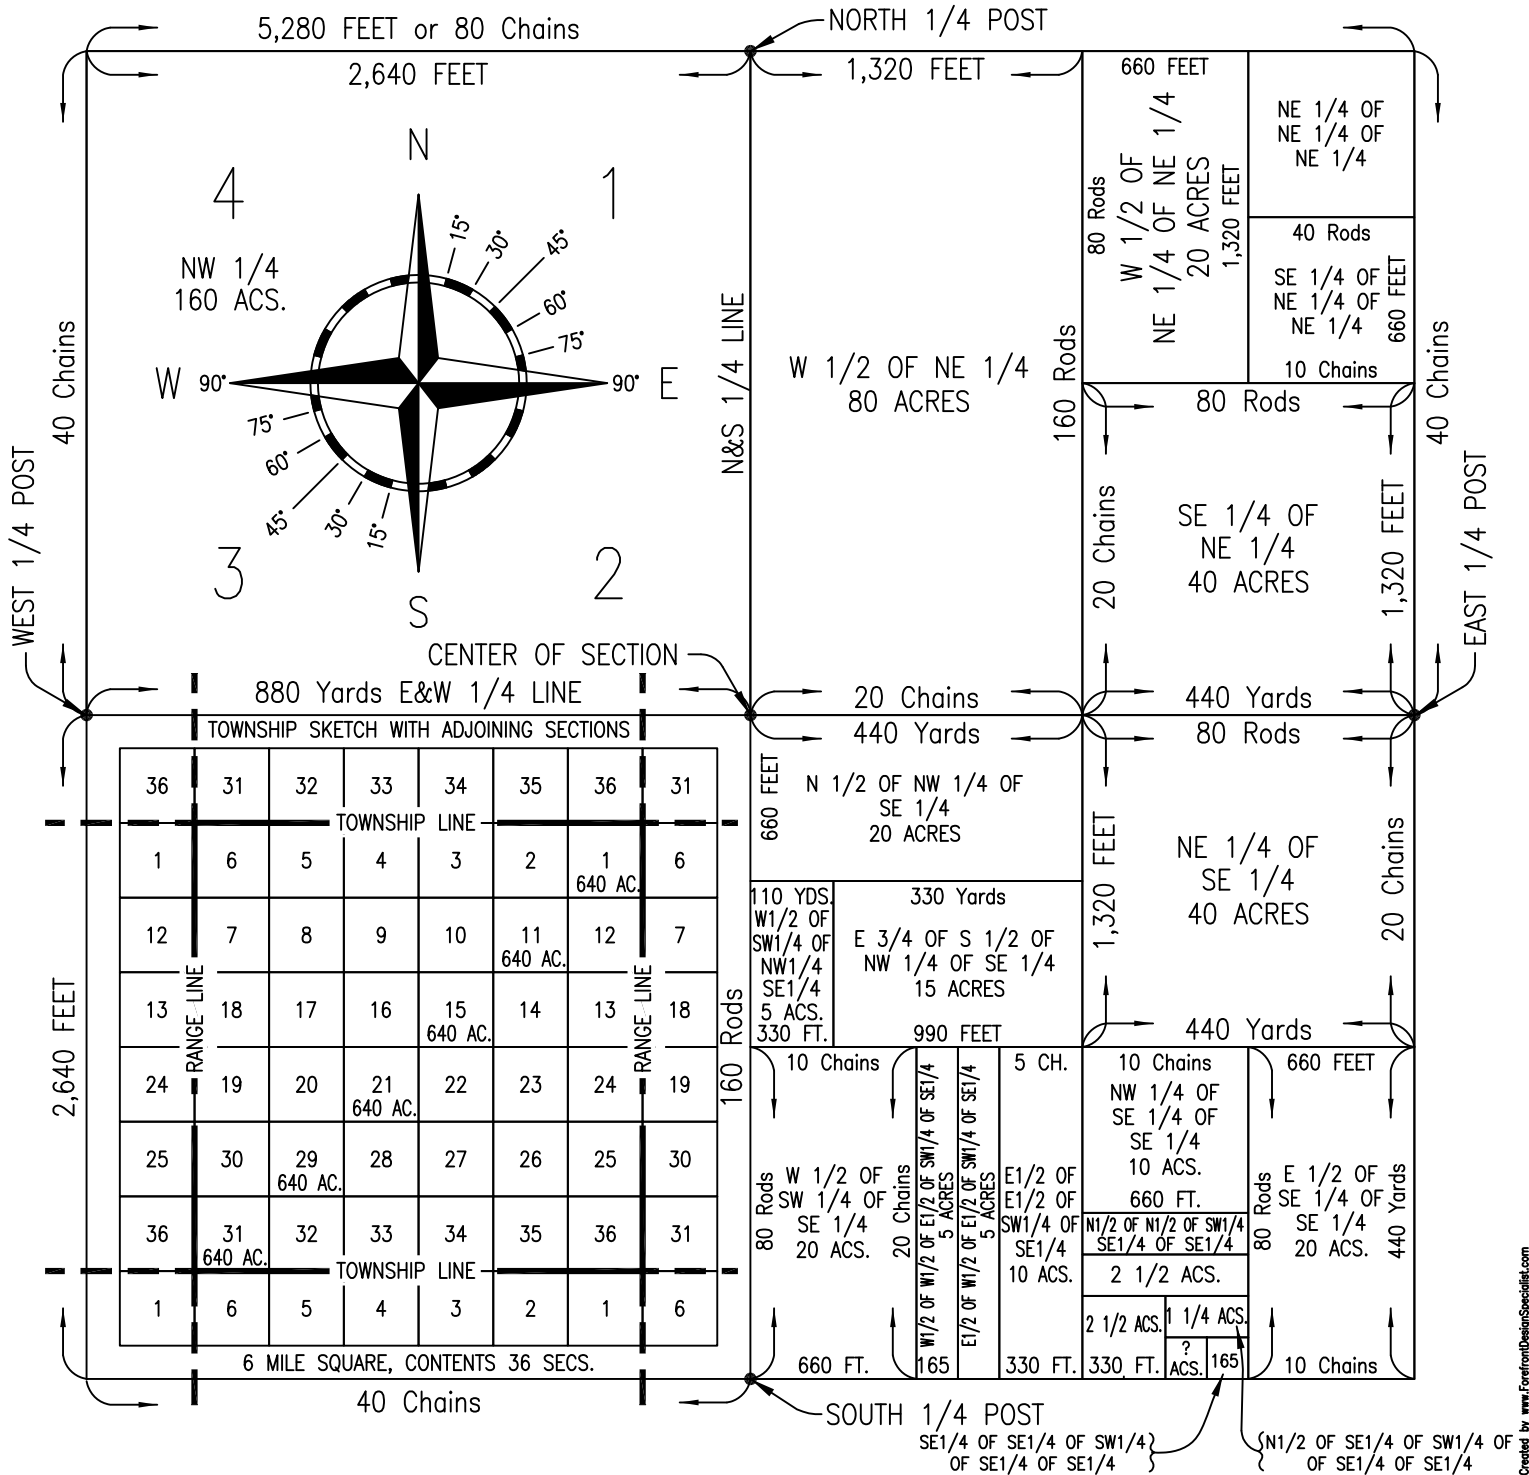 5,280 FEET or 80 Chains
NORTH 1/4 POST
2,640 FEET
1,320 FEET
660 FEET
N
4
1
NW 1/4
160 ACS.
15°
30°
45°
60°
75°
W
90°
90°
E
75°
60°
45°
30°
15°
3
2
S
40 Chains
WEST 1/4 POST
N&S 1/4 LINE
W 1/2 OF NE 1/4
80 ACRES
160 Rods
80 Rods
W 1/2 OF
NE 1/4 OF NE 1/4
20 ACRES
1,320 FEET
NE 1/4 OF
NE 1/4 OF
NE 1/4
40 Rods
SE 1/4 OF
NE 1/4 OF
NE 1/4
660 FEET
10 Chains
40 Chains
80 Rods
20 Chains
SE 1/4 OF
NE 1/4
40 ACRES
1,320 FEET
EAST 1/4 POST
CENTER OF SECTION
880 Yards E&W 1/4 LINE
20 Chains
440 Yards
TOWNSHIP SKETCH WITH ADJOINING SECTIONS
440 Yards
80 Rods
36 31 32 33 34 35 36 31
TOWNSHIP LINE
1 6 5 4 3 2 1 6
640 AC.
12 7 8 9 10 11 12 7
640 AC.
RANGE LINE
RANGE LINE
13 18 17 16 15 14 13 18
640 AC.
24 19 20 21 22 23 24 19
640 AC.
25 30 29 28 27 26 25 30
640 AC.
36 31 32 33 34 35 36 31
640 AC.
TOWNSHIP LINE
1 6 5 4 3 2 1 6
6 MILE SQUARE, CONTENTS 36 SECS.
2,640 FEET
160 Rods
40 Chains
660 FEET
N 1/2 OF NW 1/4 OF
SE 1/4
20 ACRES
1,320 FEET
NE 1/4 OF
SE 1/4
40 ACRES
20 Chains
440 Yards
110 YDS.
W1/2 OF
SW1/4 OF
NW1/4
SE1/4
5 ACS.
330 FT.
330 Yards
E 3/4 OF S 1/2 OF
NW 1/4 OF SE 1/4
15 ACRES
990 FEET
10 Chains
80 Rods
W 1/2 OF
SW 1/4 OF
SE 1/4
20 ACS.
20 Chains
660 FT.
W1/2 OF W1/2 OF E1/2 OF SW1/4 OF SE1/4
5 ACRES
165
E1/2 OF W1/2 OF E1/2 OF SW1/4 OF SE1/4
5 ACRES
5 CH.
E1/2 OF
E1/2 OF
SW1/4 OF
SE1/4
10 ACS.
330 FT.
10 Chains
NW 1/4 OF
SE 1/4 OF
SE 1/4
10 ACS.
660 FT.
N1/2 OF N1/2 OF SW1/4
SE1/4 OF SE1/4
2 1/2 ACS.
2 1/2 ACS.
330 FT.
1 1/4 ACS.
?
ACS.
165
660 FEET
80 Rods
E 1/2 OF
SE 1/4 OF
SE 1/4
20 ACS.
440 Yards
10 Chains
SOUTH 1/4 POST
SE1/4 OF SE1/4 OF SW1/4
OF SE1/4 OF SE1/4
N1/2 OF SE1/4 OF SW1/4 OF
OF SE1/4 OF SE1/4
Created by www.ForefrontDesignSpecialist.com